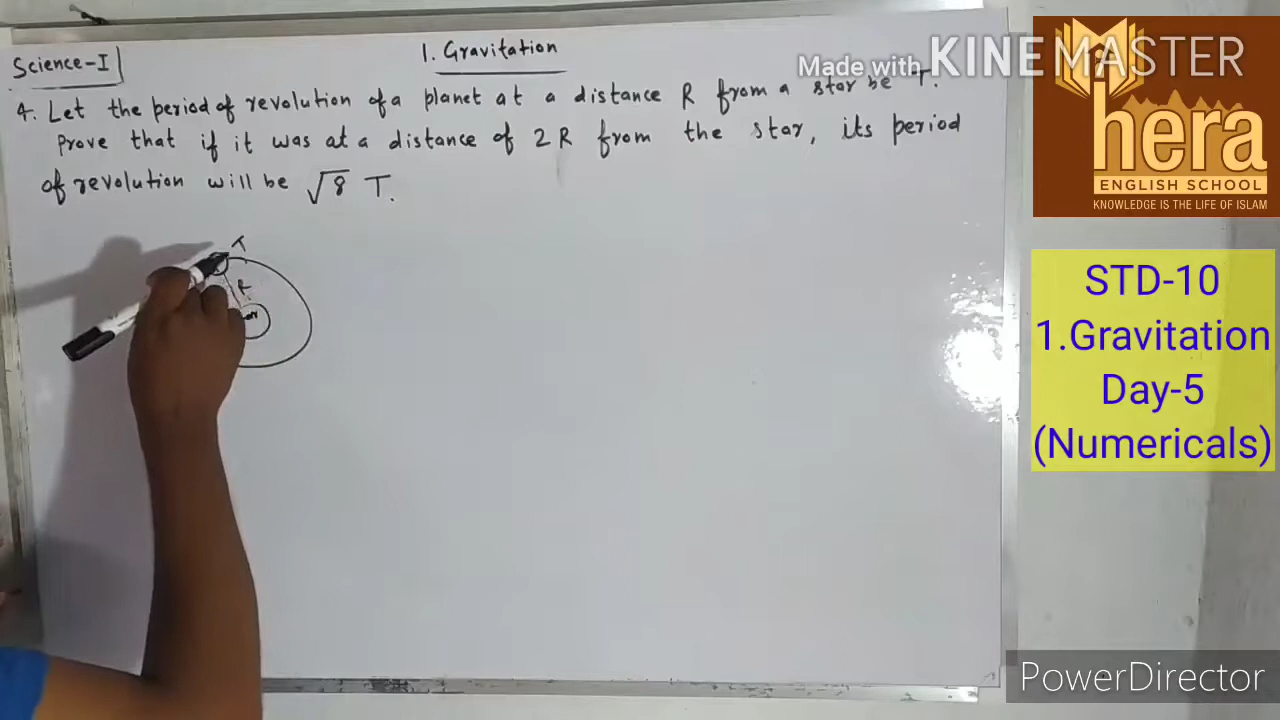 Science-I
1. Gravitation
4. Let the period of revolution of a planet at a distance R from a star be T.
Prove that if it was at a distance of 2R from the star, its period
of revolution will be √8 T.
T
R
Made with KINEMASTER
hera
ENGLISH SCHOOL
KNOWLEDGE IS THE LIFE OF ISLAM
STD-10
1.Gravitation
Day-5
(Numericals)
PowerDirector